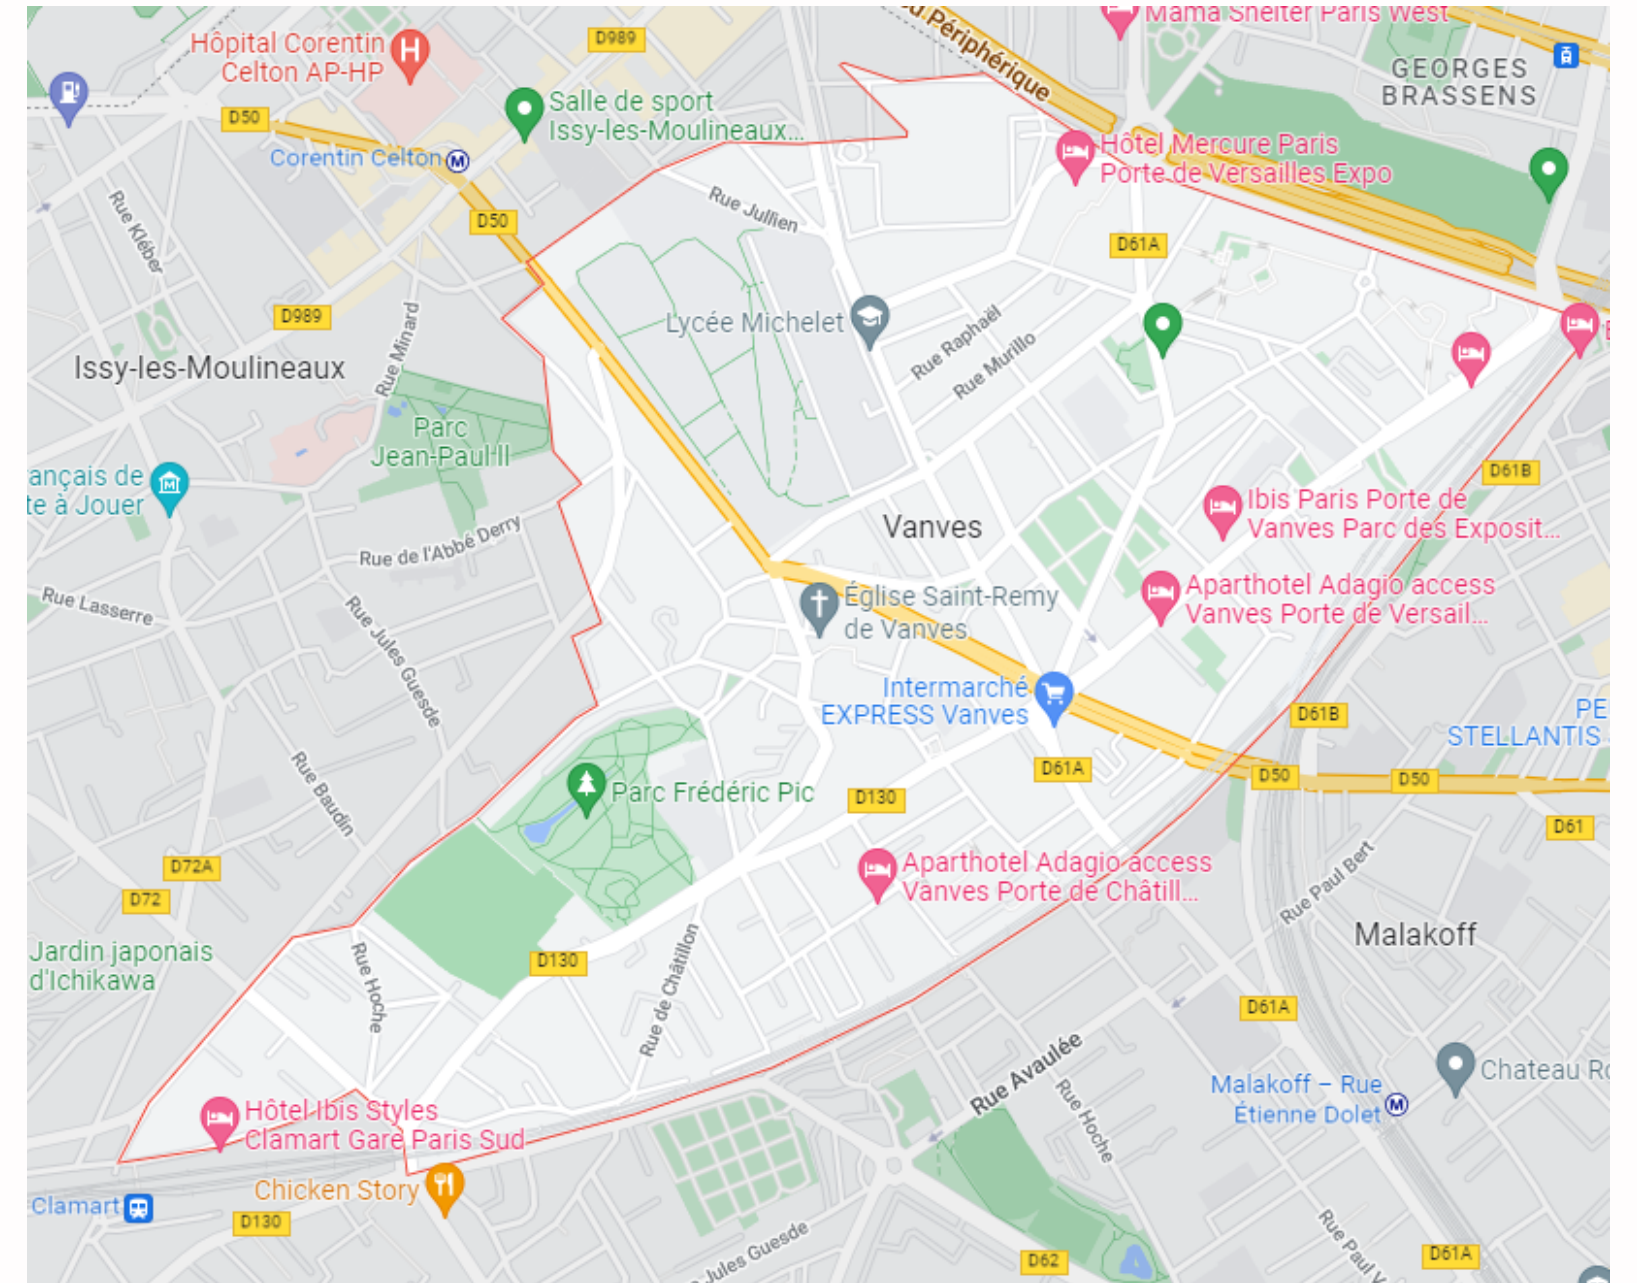 Mama Shelter Paris West
D989
Hôpital Corentin
Celton AP-HP
Périphérique
GEORGES
BRASSENS
Salle de sport
Issy-les-Moulineaux...
D50
Corentin Celton
M
Hôtel Mercure Paris
Porte de Versailles Expo
Rue Jullien
D50
Rue Kléber
D61A
D989
Lycée Michelet
Rue Raphaël
Rue Minard
Rue Murillo
Issy-les-Moulineaux
Parc
Jean-Paul II
D61B
ançais de
te à Jouer
Ibis Paris Porte de
Vanves Parc des Exposit...
Vanves
Rue de l'Abbé Derry
Rue Lasserre
Rue Jules Guesde
Église Saint-Remy
de Vanves
Aparthotel Adagio access
Vanves Porte de Versail...
Intermarché
EXPRESS Vanves
D61B
PE
STELLANTIS
D61A
D50
D50
Rue Baudin
Parc Frédéric Pic
D130
D61
D72A
D72
Aparthotel Adagio access
Vanves Porte de Châtill...
Rue Paul Bert
Malakoff
Jardin japonais
d'Ichikawa
D130
Rue Hoche
Rue de Châtillon
D61A
Rue Avaulée
Chateau Ro
Malakoff – Rue
Étienne Dolet
M
Rue Hoche
Hôtel Ibis Styles
Clamart Gare Paris Sud
Chicken Story
Clamart
D130
Jules Guesde
D62
Rue Paul V
D61A